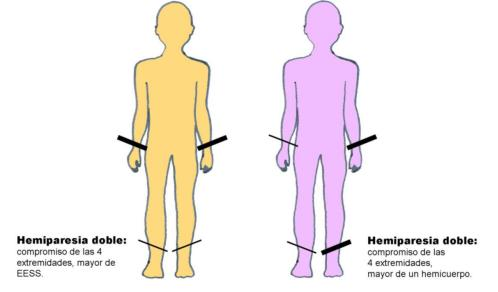 Hemiparesia doble:
compromiso de las 4
extremidades, mayor de
EESS.
Hemiparesia doble:
compromiso de las
4 extremidades,
mayor de un hemicuerpo.